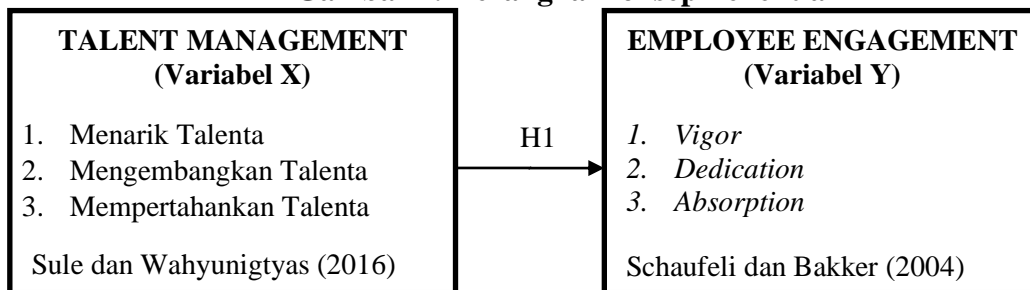 TALENT MANAGEMENT
(Variabel X)
1. Menarik Talenta
2. Mengembangkan Talenta
3. Mempertahankan Talenta
Sule dan Wahyunigtyas (2016)
H1
EMPLOYEE ENGAGEMENT
(Variabel Y)
1. Vigor
2. Dedication
3. Absorption
Schaufeli dan Bakker (2004)